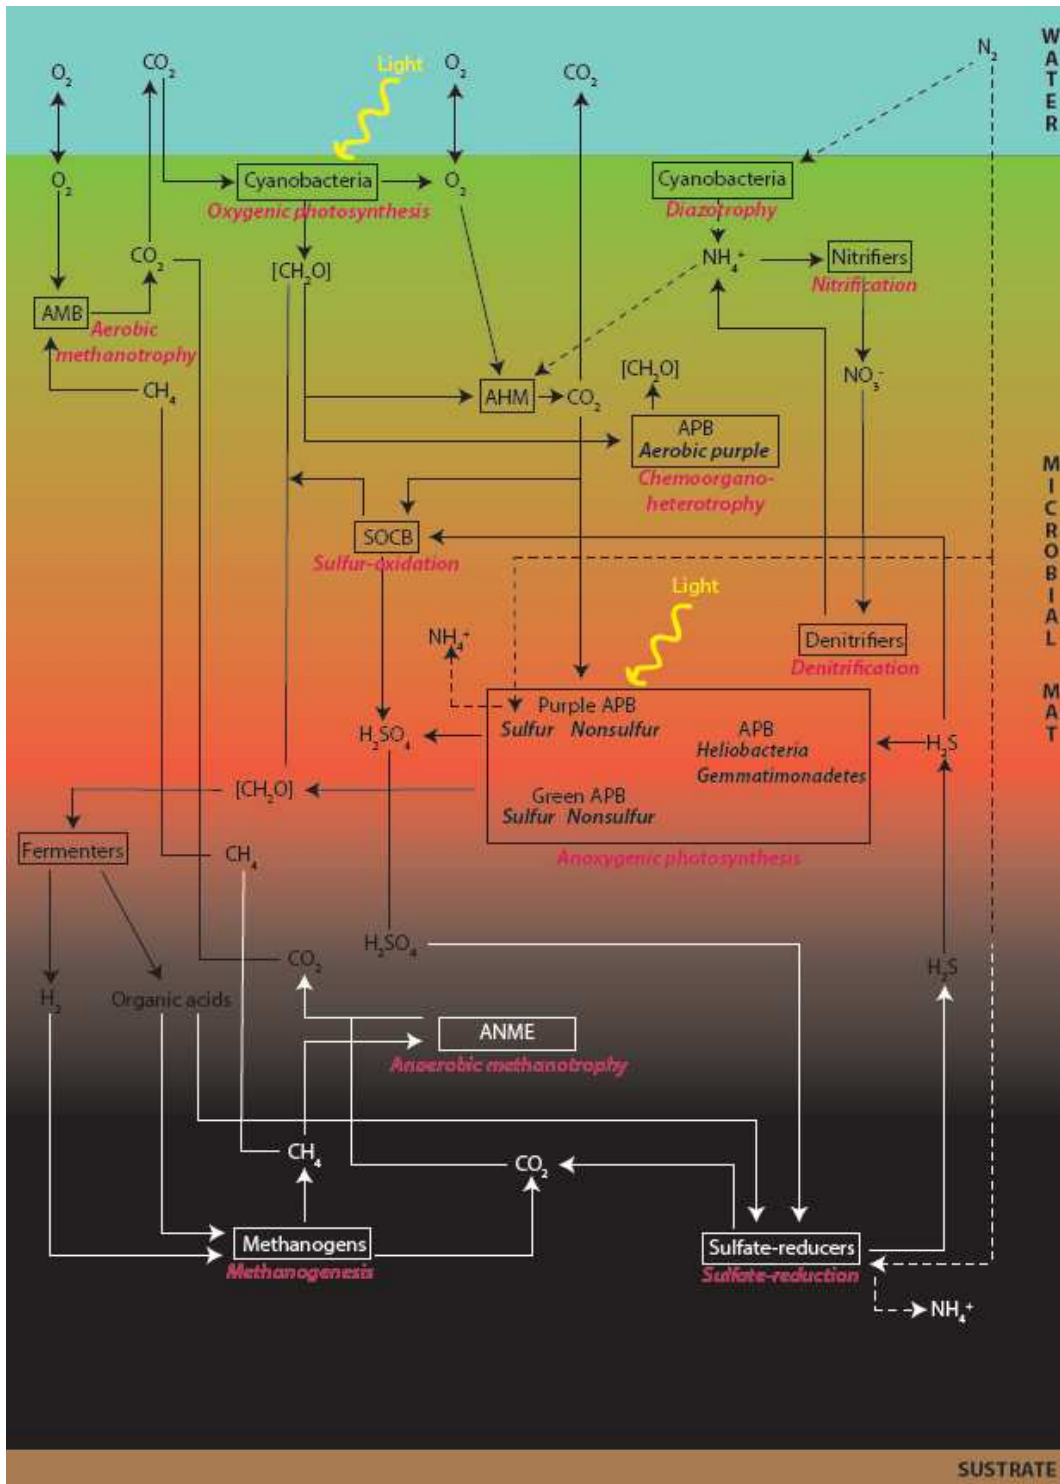 WATER
N₂
O₂
CO₂
Light
O₂
CO₂
O₂
Cyanobacteria
O₂
Cyanobacteria
Oxygenic photosynthesis
Diazotrophy
CO₂
[CH₂O]
NH₄⁺
Nitrifiers
Nitrification
AMB
Aerobic
methanotrophy
CH₄
AHM
CO₂
[CH₂O]
NO₃⁻
APB
Aerobic purple
Chemoorgano-
heterotrophy
MICROBIAL MAT
SOCB
Sulfur-oxidation
Light
NH₄⁺
Denitrifiers
Denitrification
Purple APB
Sulfur Nonsulfur
APB
Heliobacteria
Gemmatimonadetes
H₂SO₄
H₂S
[CH₂O]
Green APB
Sulfur Nonsulfur
Fermenters
CH₄
Anoxygenic photosynthesis
H₂SO₄
CO₂
H₂S
H₂
Organic acids
ANME
Anaerobic methanotrophy
CH₄
CO₂
Methanogens
Methanogenesis
Sulfate-reducers
Sulfate-reduction
NH₄⁺
SUSTRATE